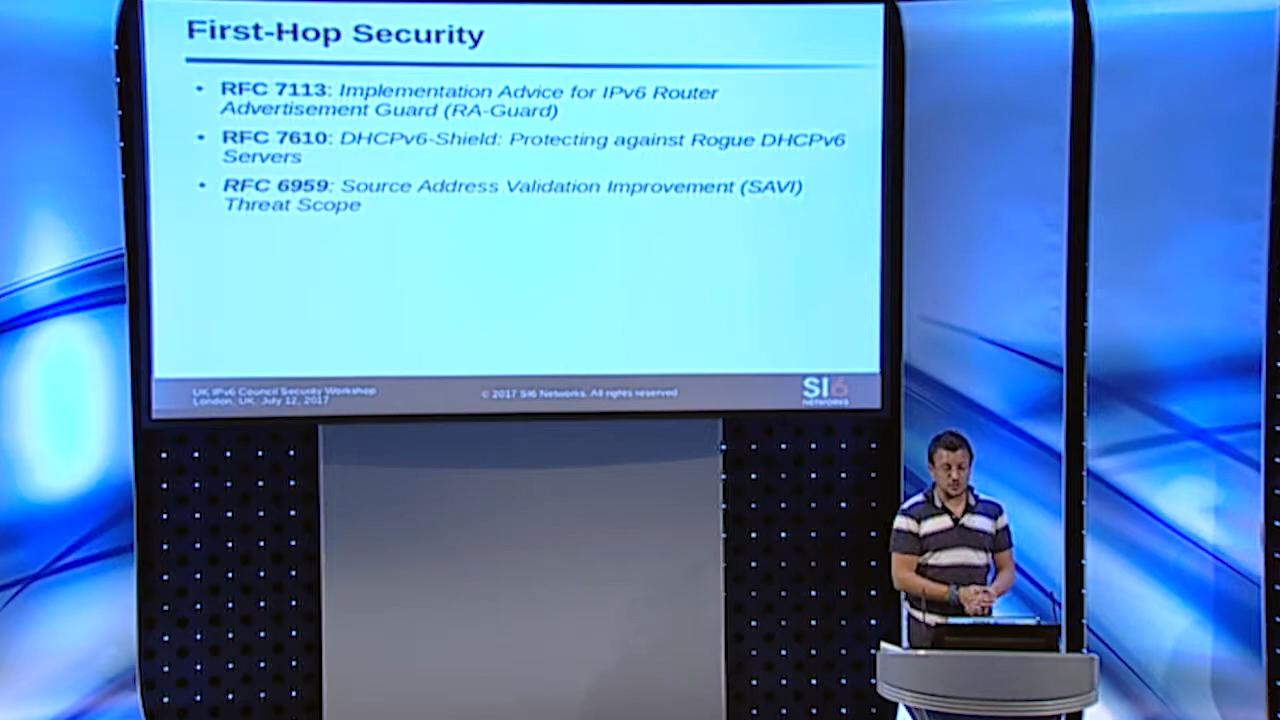 First-Hop Security
• RFC 7113: Implementation Advice for IPv6 Router
Advertisement Guard (RA-Guard)
• RFC 7610: DHCPv6-Shield: Protecting against Rogue DHCPv6
Servers
• RFC 6959: Source Address Validation Improvement (SAVI)
Threat Scope
UK IPv6 Council Security Workshop
London, UK. July 12, 2017
© 2017 SI6 Networks. All rights reserved
SI6
NETWORKS